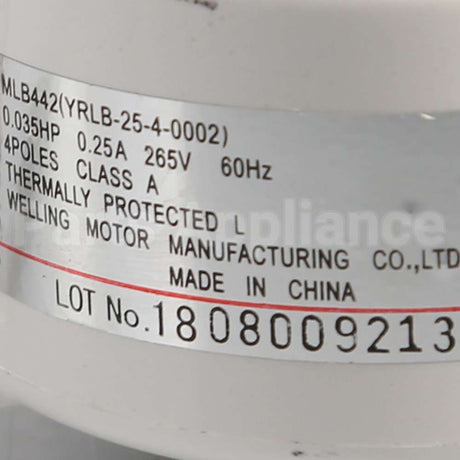 MLB442(YRLB-25-4-0002)
0.035HP 0.25A 265V 60Hz
4POLES CLASS A
THERMALLY PROTECTED L
WELLING MOTOR MANUFACTURING CO.,LTD
MADE IN CHINA
LOT No.1808009213